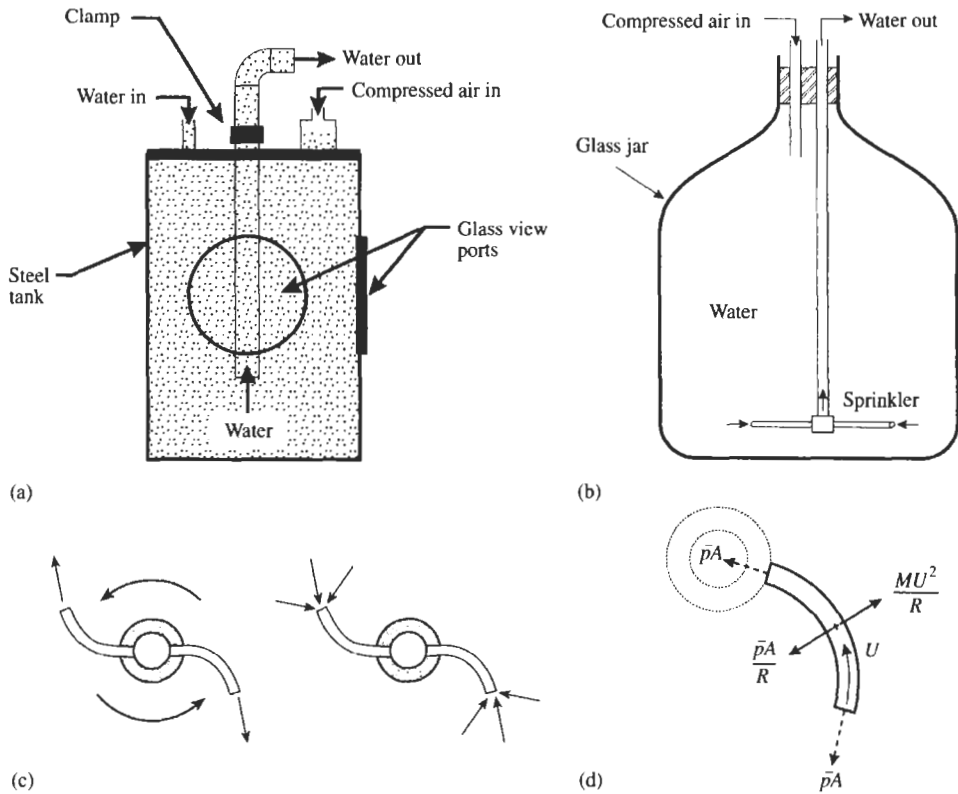 Clamp
Water out
Water in
Compressed air in
Steel
tank
Glass view
ports
Water
(a)
Compressed air in
Water out
Glass jar
Water
Sprinkler
(b)
(c)
p̄A
MU²
R
p̄A
R
U
p̄A
(d)